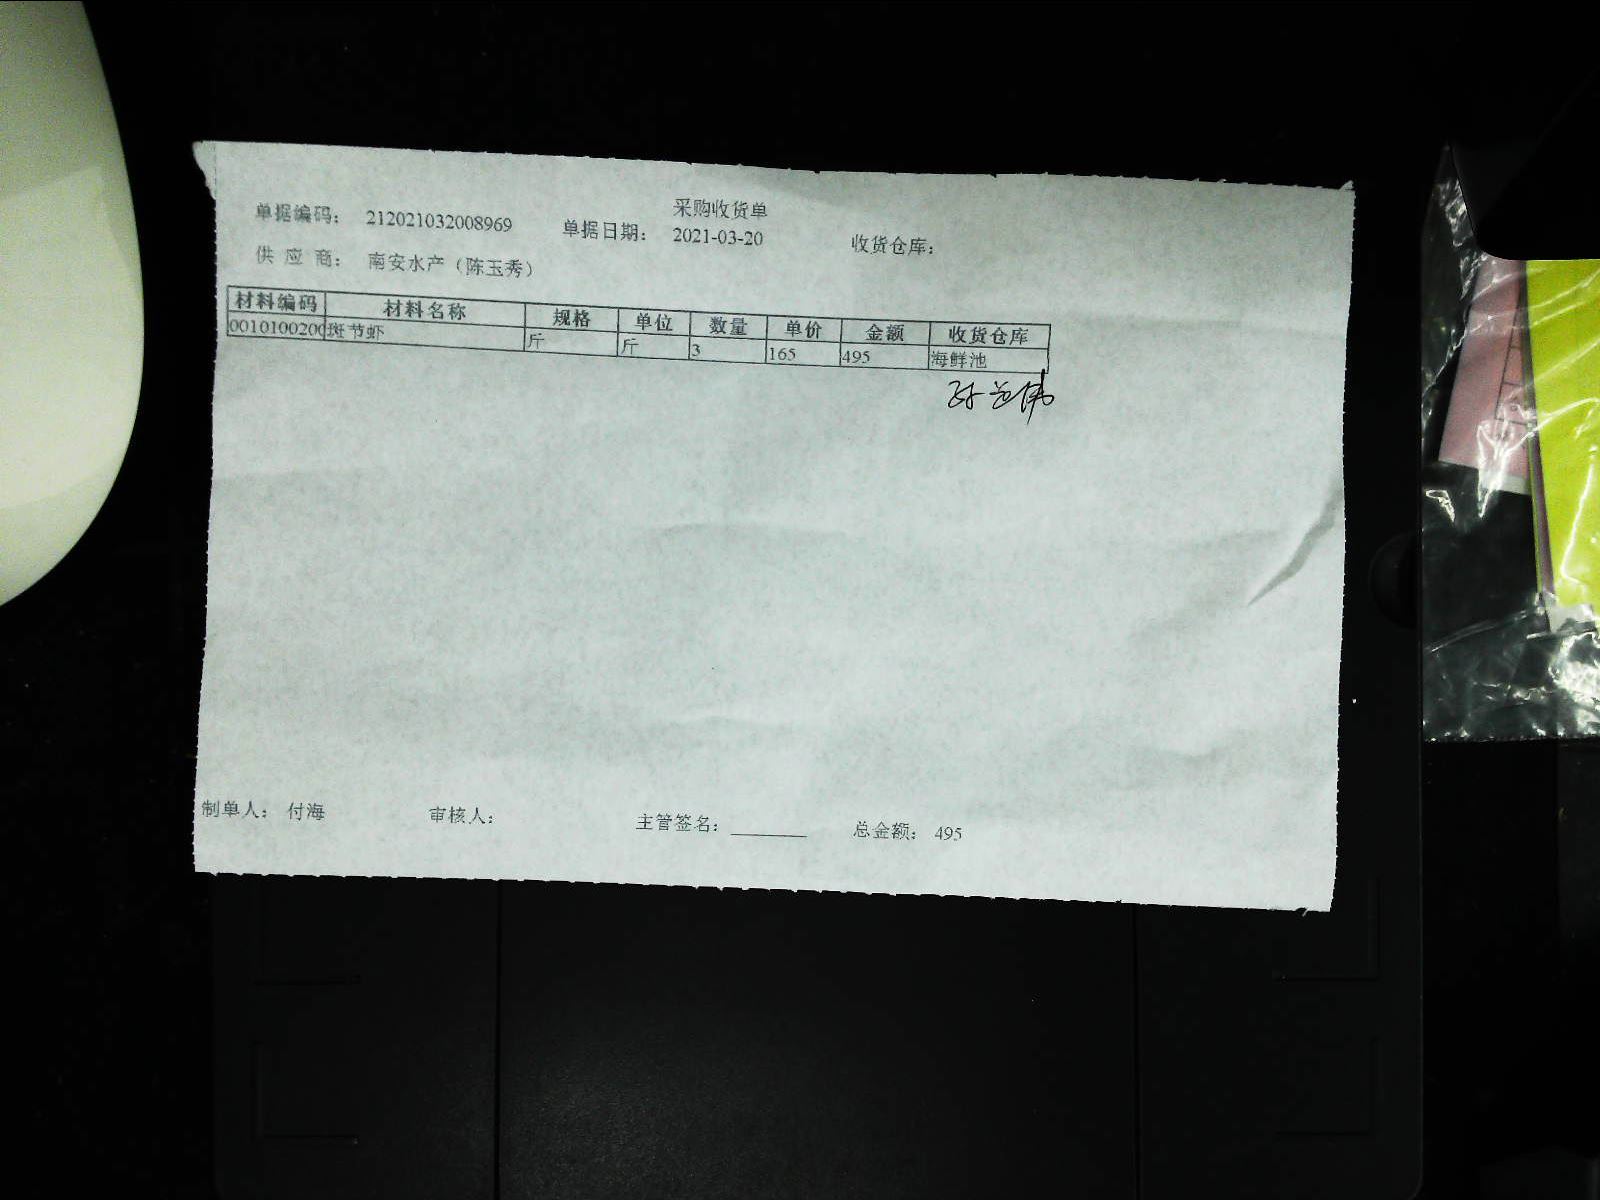 采购收货单
单据编码： 212021032008969 单据日期： 2021-03-20 收货仓库：
供 应 商： 南安水产（陈玉秀）
材料编码 材料名称 规格 单位 数量 单价 金额 收货仓库
0010100200 斑节虾 斤 斤 3 165 495 海鲜池
制单人： 付海 审核人： 主管签名：________ 总金额： 495